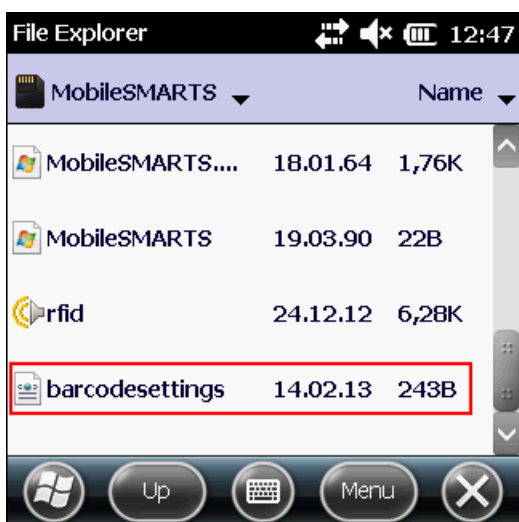 File Explorer 12:47
MobileSMARTS Name
MobileSMARTS.... 18.01.64 1,76K
MobileSMARTS 19.03.90 22B
rfid 24.12.12 6,28K
barcodesettings 14.02.13 243B
Up Menu